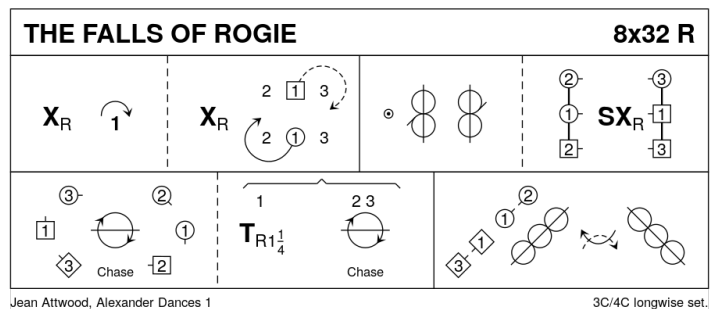 THE FALLS OF ROGIE 8x32 R
XR 1
XR 2 1 3
2 1 3
2 1 2
SXR
3 1 3
3 2 1 1 3 2
Chase
1 2 3
TR1 1/4
Chase
2 1 1 3
Jean Attwood, Alexander Dances 1 3C/4C longwise set.